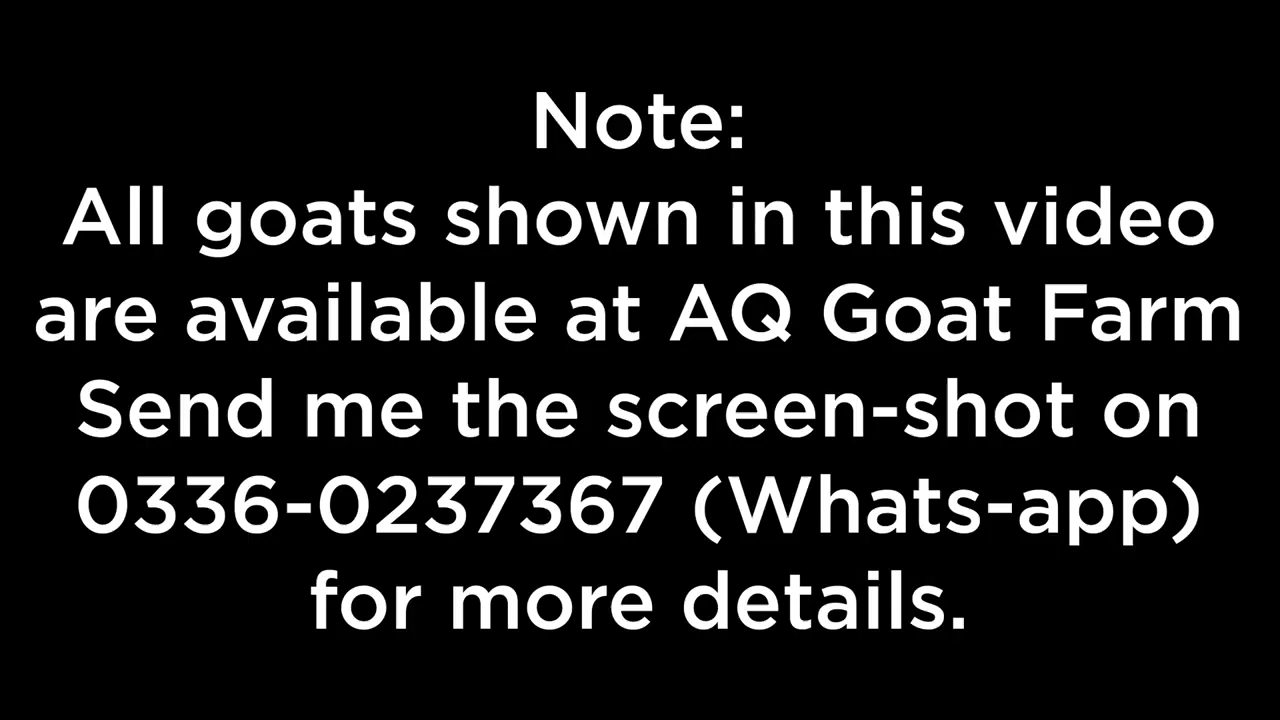 Note:
All goats shown in this video
are available at AQ Goat Farm
Send me the screen-shot on
0336-0237367 (Whats-app)
for more details.